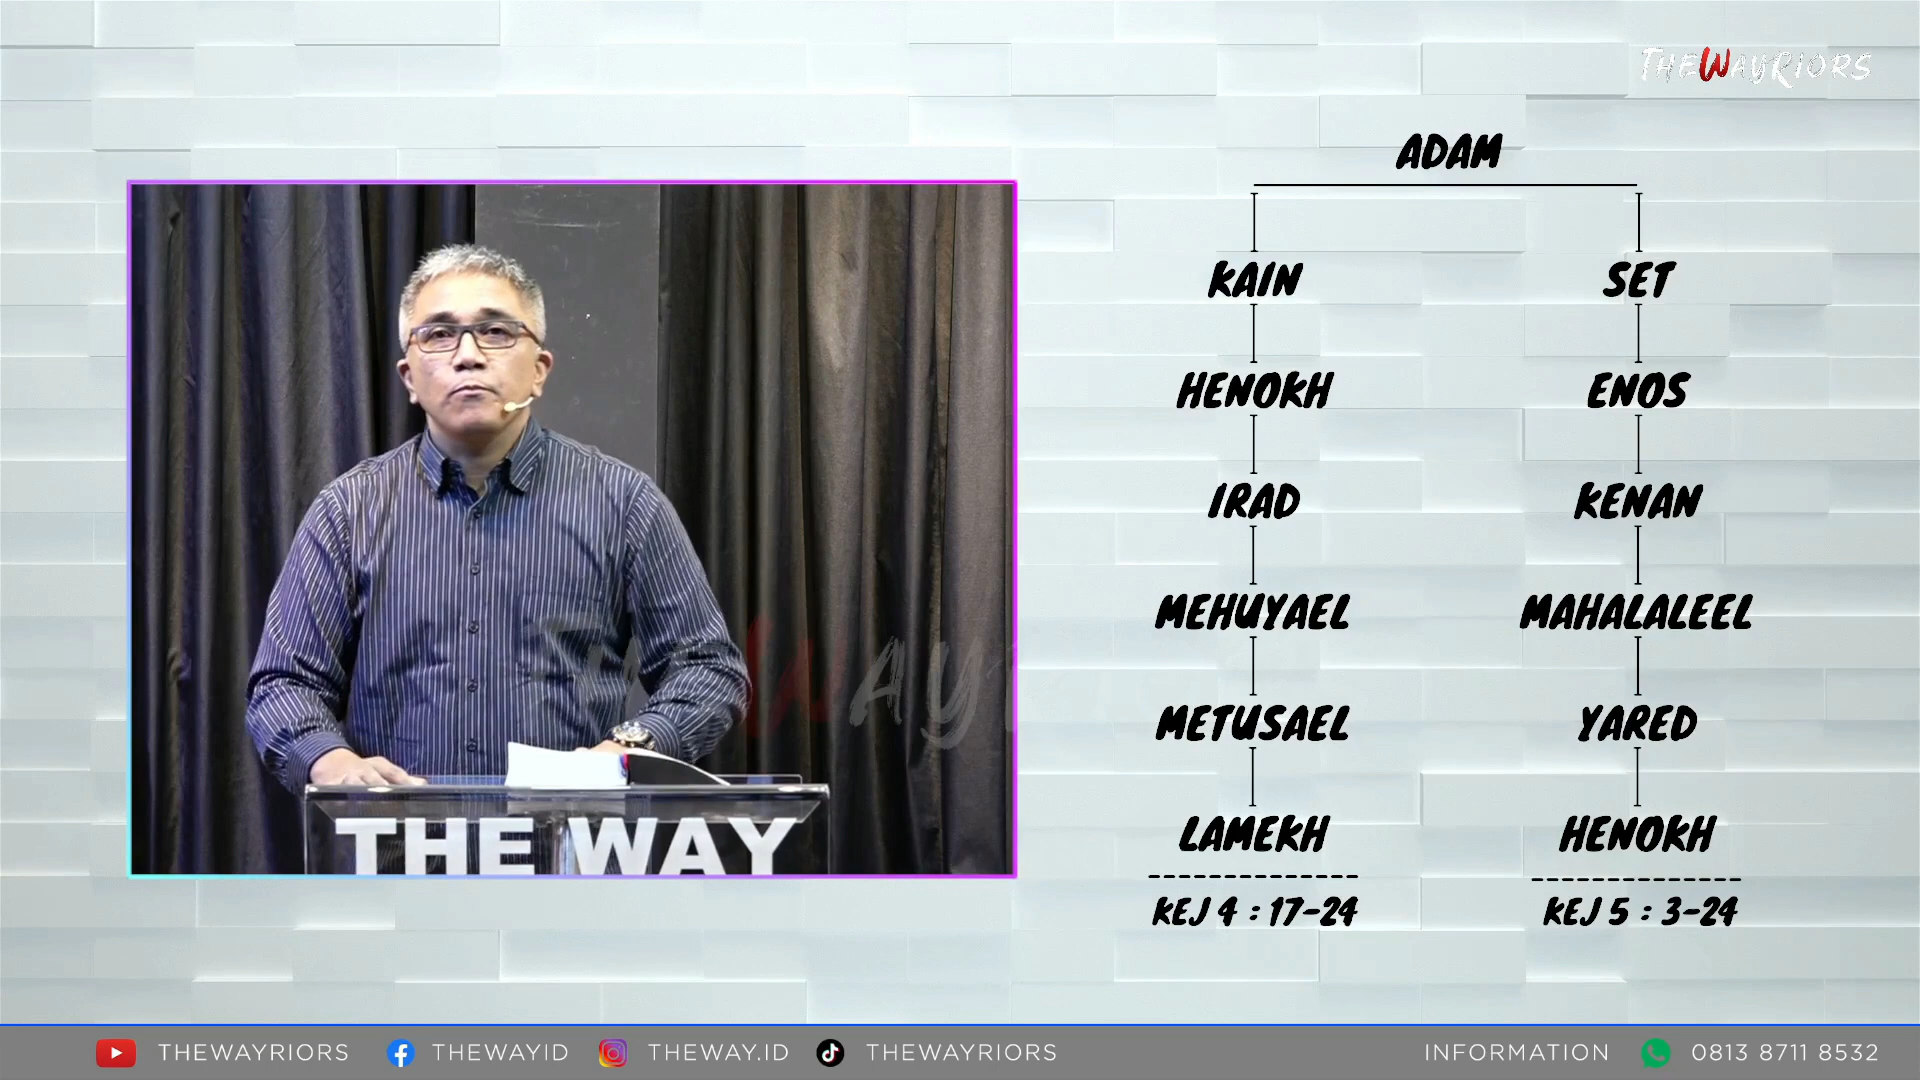 THEWAYRIORS
ADAM
KAIN
SET
HENOKH
ENOS
IRAD
KENAN
MEHUYAEL
MAHALALEEL
METUSAEL
YARED
LAMEKH
HENOKH
KEJ 4 : 17-24
KEJ 5 : 3-24
THEWAY
THE WAY
THEWAYRIORS
THEWAYID
THEWAY.ID
THEWAYRIORS
INFORMATION
0813 8711 8532